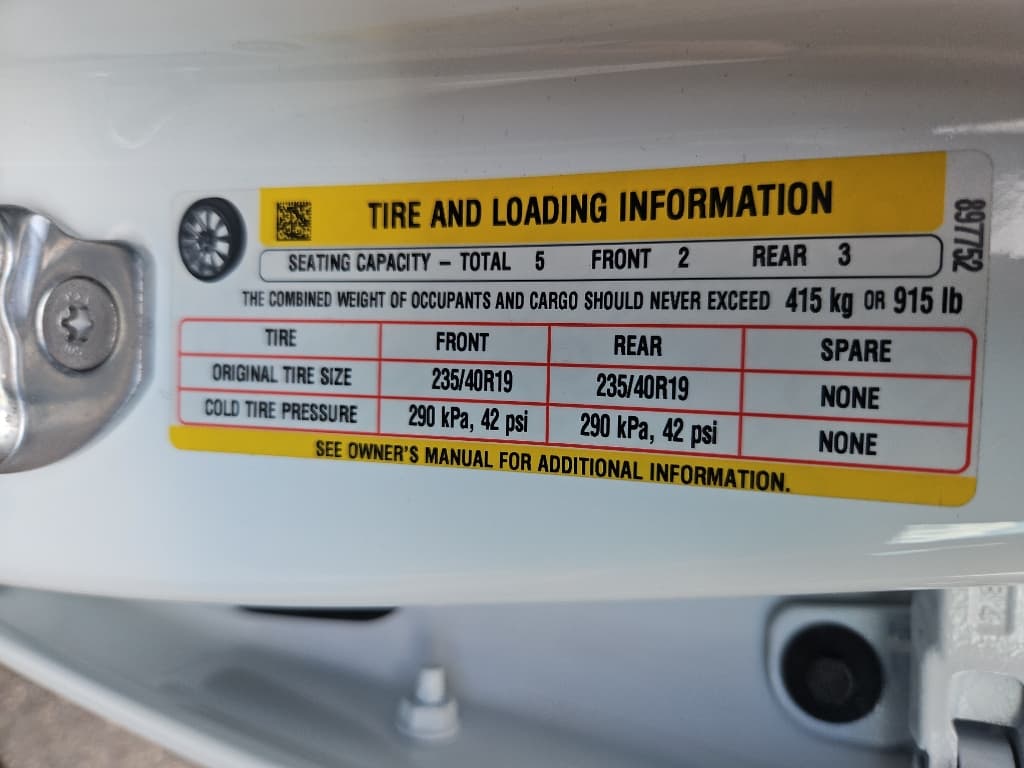 TIRE AND LOADING INFORMATION
897752
SEATING CAPACITY – TOTAL 5 FRONT 2 REAR 3
THE COMBINED WEIGHT OF OCCUPANTS AND CARGO SHOULD NEVER EXCEED 415 kg OR 915 lb
TIRE FRONT REAR SPARE
ORIGINAL TIRE SIZE 235/40R19 235/40R19 NONE
COLD TIRE PRESSURE 290 kPa, 42 psi 290 kPa, 42 psi NONE
SEE OWNER'S MANUAL FOR ADDITIONAL INFORMATION.